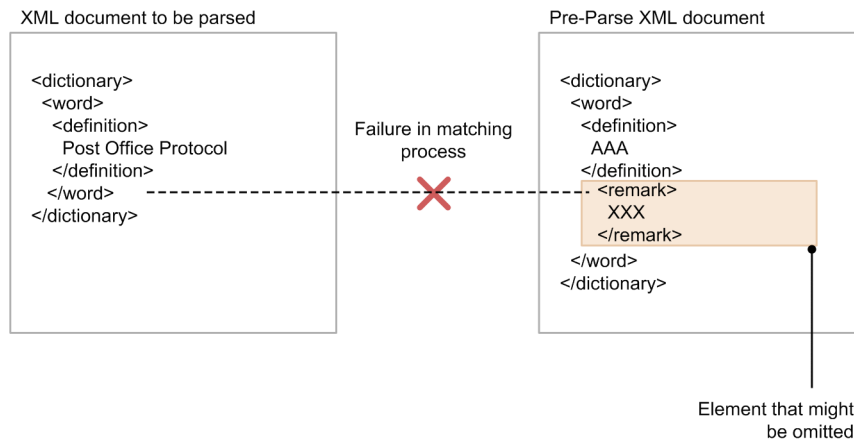 XML document to be parsed
<dictionary>
<word>
<definition>
Post Office Protocol
</definition>
</word>
</dictionary>
Failure in matching
process
Pre-Parse XML document
<dictionary>
<word>
<definition>
AAA
</definition>
<remark>
XXX
</remark>
</word>
</dictionary>
Element that might
be omitted